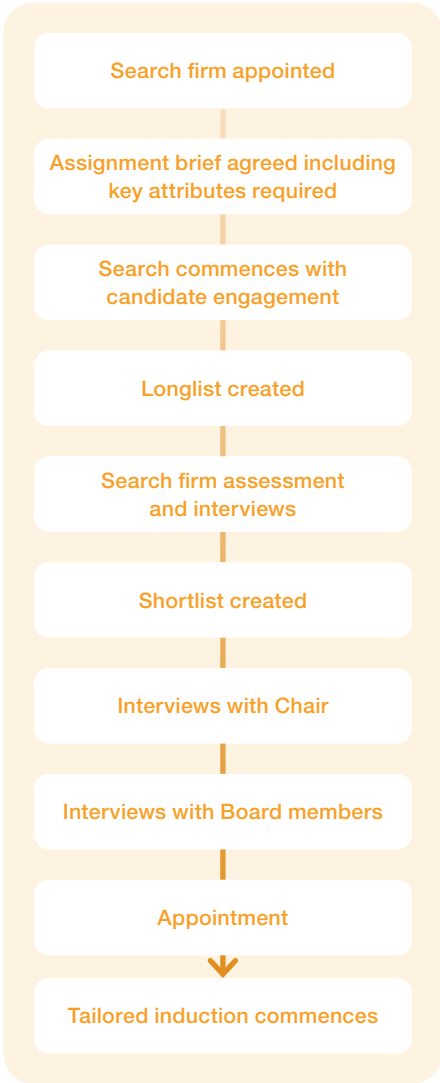 Search firm appointed
Assignment brief agreed including
key attributes required
Search commences with
candidate engagement
Longlist created
Search firm assessment
and interviews
Shortlist created
Interviews with Chair
Interviews with Board members
Appointment
Tailored induction commences